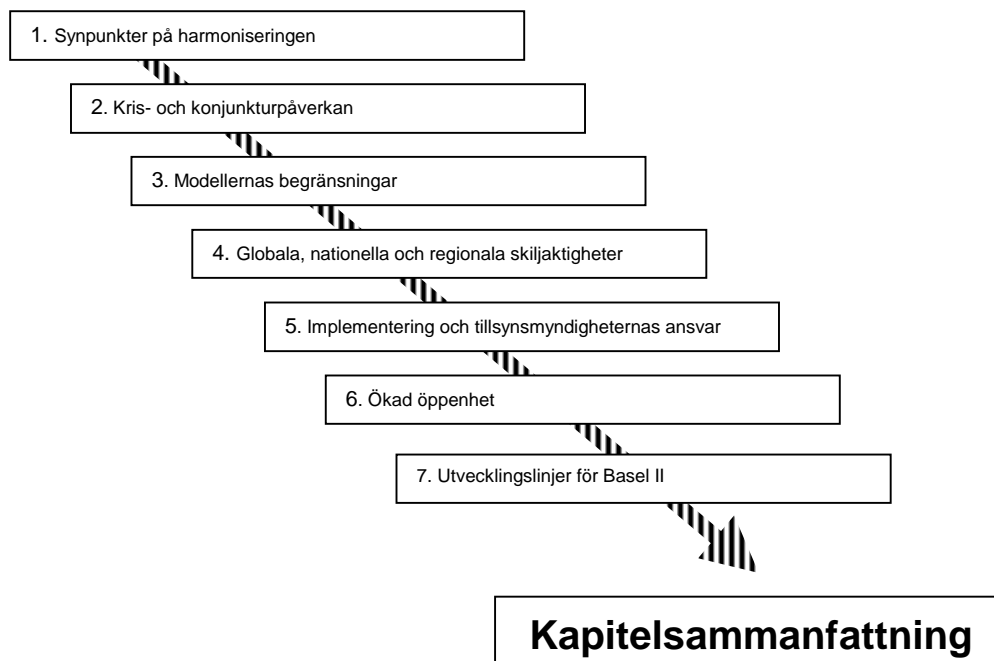 1. Synpunkter på harmoniseringen
2. Kris- och konjunkturpåverkan
3. Modellernas begränsningar
4. Globala, nationella och regionala skiljaktigheter
5. Implementering och tillsynsmyndigheternas ansvar
6. Ökad öppenhet
7. Utvecklingslinjer för Basel II
Kapitelsammanfattning